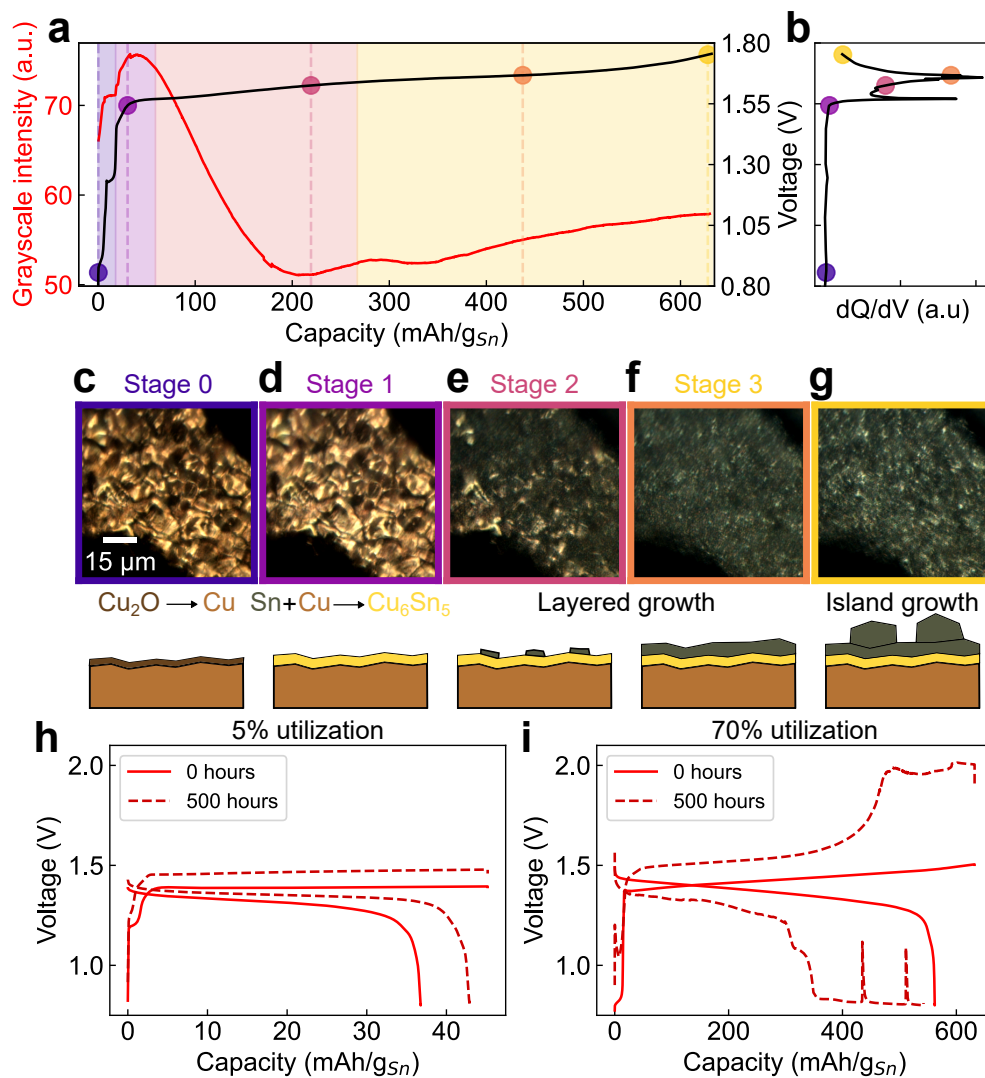 a
b
Grayscale intensity (a.u.)
70
60
50
1.80
1.55
1.30
1.05
0.80
Voltage (V)
0 100 200 300 400 500 600
Capacity (mAh/gSn)
dQ/dV (a.u)
c Stage 0
d Stage 1
e Stage 2
f Stage 3
g
15 µm
Cu2O → Cu
Sn+Cu → Cu6Sn5
Layered growth
Island growth
h
5% utilization
0 hours
500 hours
2.0
1.5
1.0
Voltage (V)
0 10 20 30 40
Capacity (mAh/gSn)
i
70% utilization
0 hours
500 hours
2.0
1.5
1.0
Voltage (V)
0 200 400 600
Capacity (mAh/gSn)